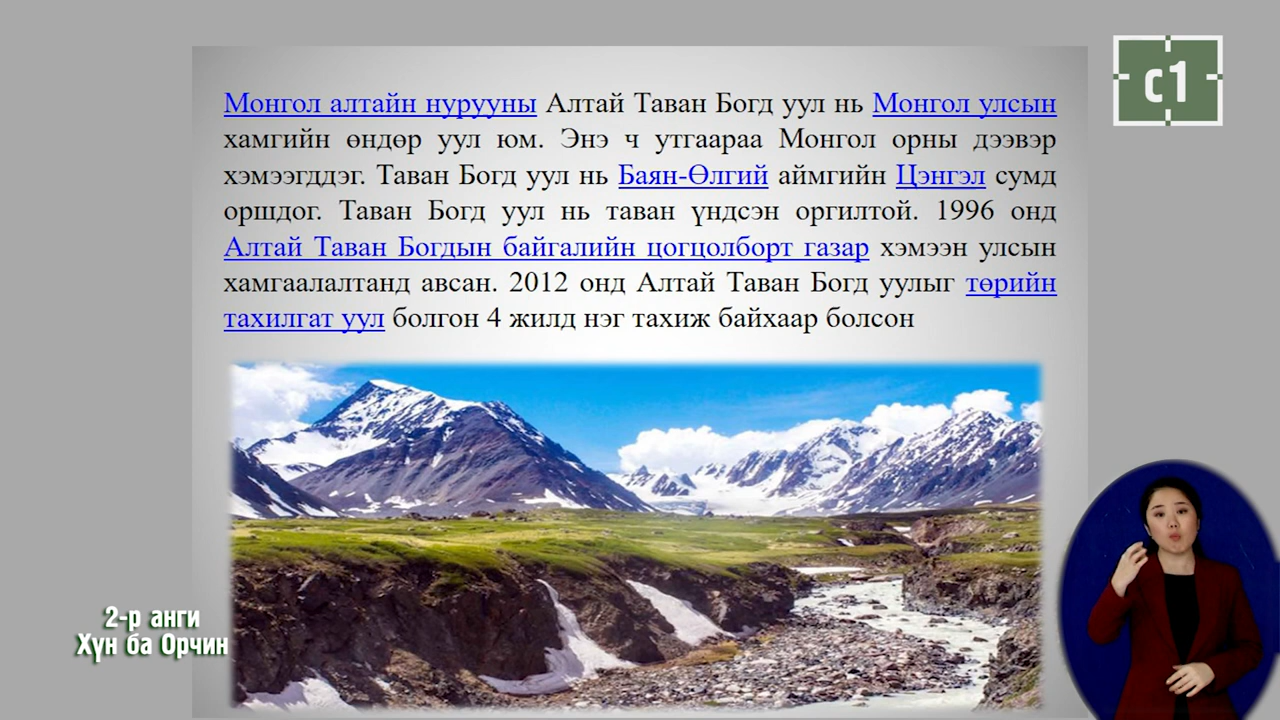 Монгол алтайн нурууны Алтай Таван Богд уул нь Монгол улсын
хамгийн өндөр уул юм. Энэ ч утгаараа Монгол орны дээвэр
хэмээгддэг. Таван Богд уул нь Баян-Өлгий аймгийн Цэнгэл сумд
оршдог. Таван Богд уул нь таван үндсэн оргилтой. 1996 онд
Алтай Таван Богдын байгалийн цогцолборт газар хэмээн улсын
хамгаалалтанд авсан. 2012 онд Алтай Таван Богд уулыг төрийн
тахилгат уул болгон 4 жилд нэг тахиж байхаар болсон
c1
2-р анги
Хүн ба Орчин